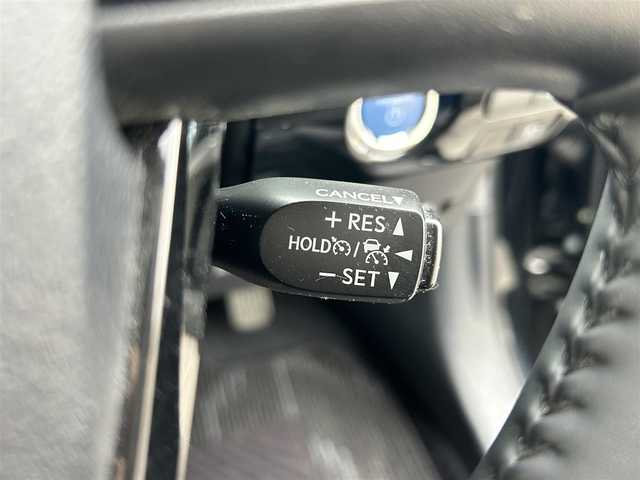 CANCEL▼
+ RES ▲
HOLD / ◀
− SET ▼